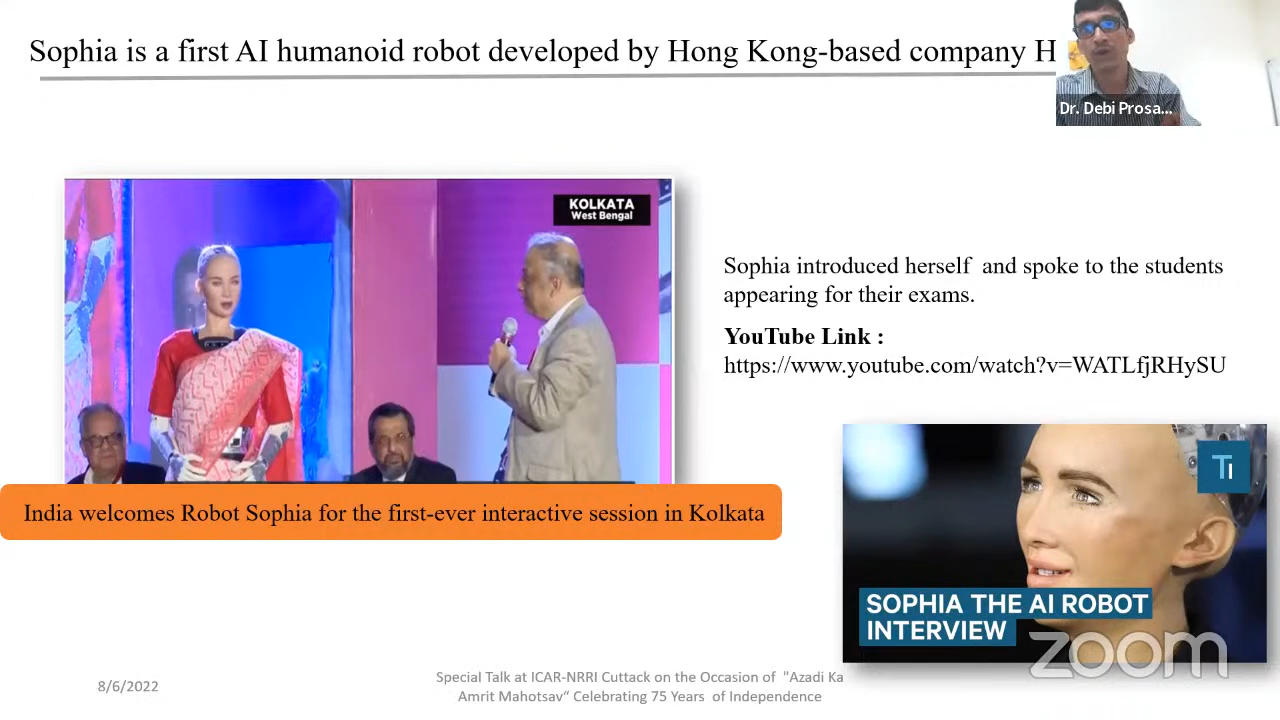 Sophia is a first AI humanoid robot developed by Hong Kong-based company H
Dr. Debi Prosa...
KOLKATA
West Bengal
Sophia introduced herself and spoke to the students
appearing for their exams.
YouTube Link :
https://www.youtube.com/watch?v=WATLfjRHySU
India welcomes Robot Sophia for the first-ever interactive session in Kolkata
TI
SOPHIA THE AI ROBOT
INTERVIEW
zoom
8/6/2022
Special Talk at ICAR-NRRI Cuttack on the Occasion of "Azadi Ka
Amrit Mahotsav“ Celebrating 75 Years of Independence